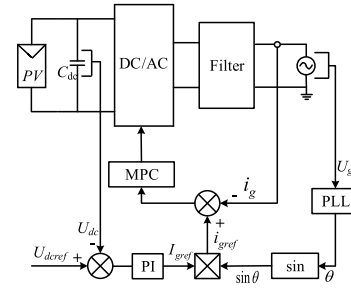 DC/AC
Filter
PV
C_dc
MPC
- i_g
U_g
PLL
U_dc
-
+
i_gref
I_gref
U_dcref +
PI
sin θ
sin
θ